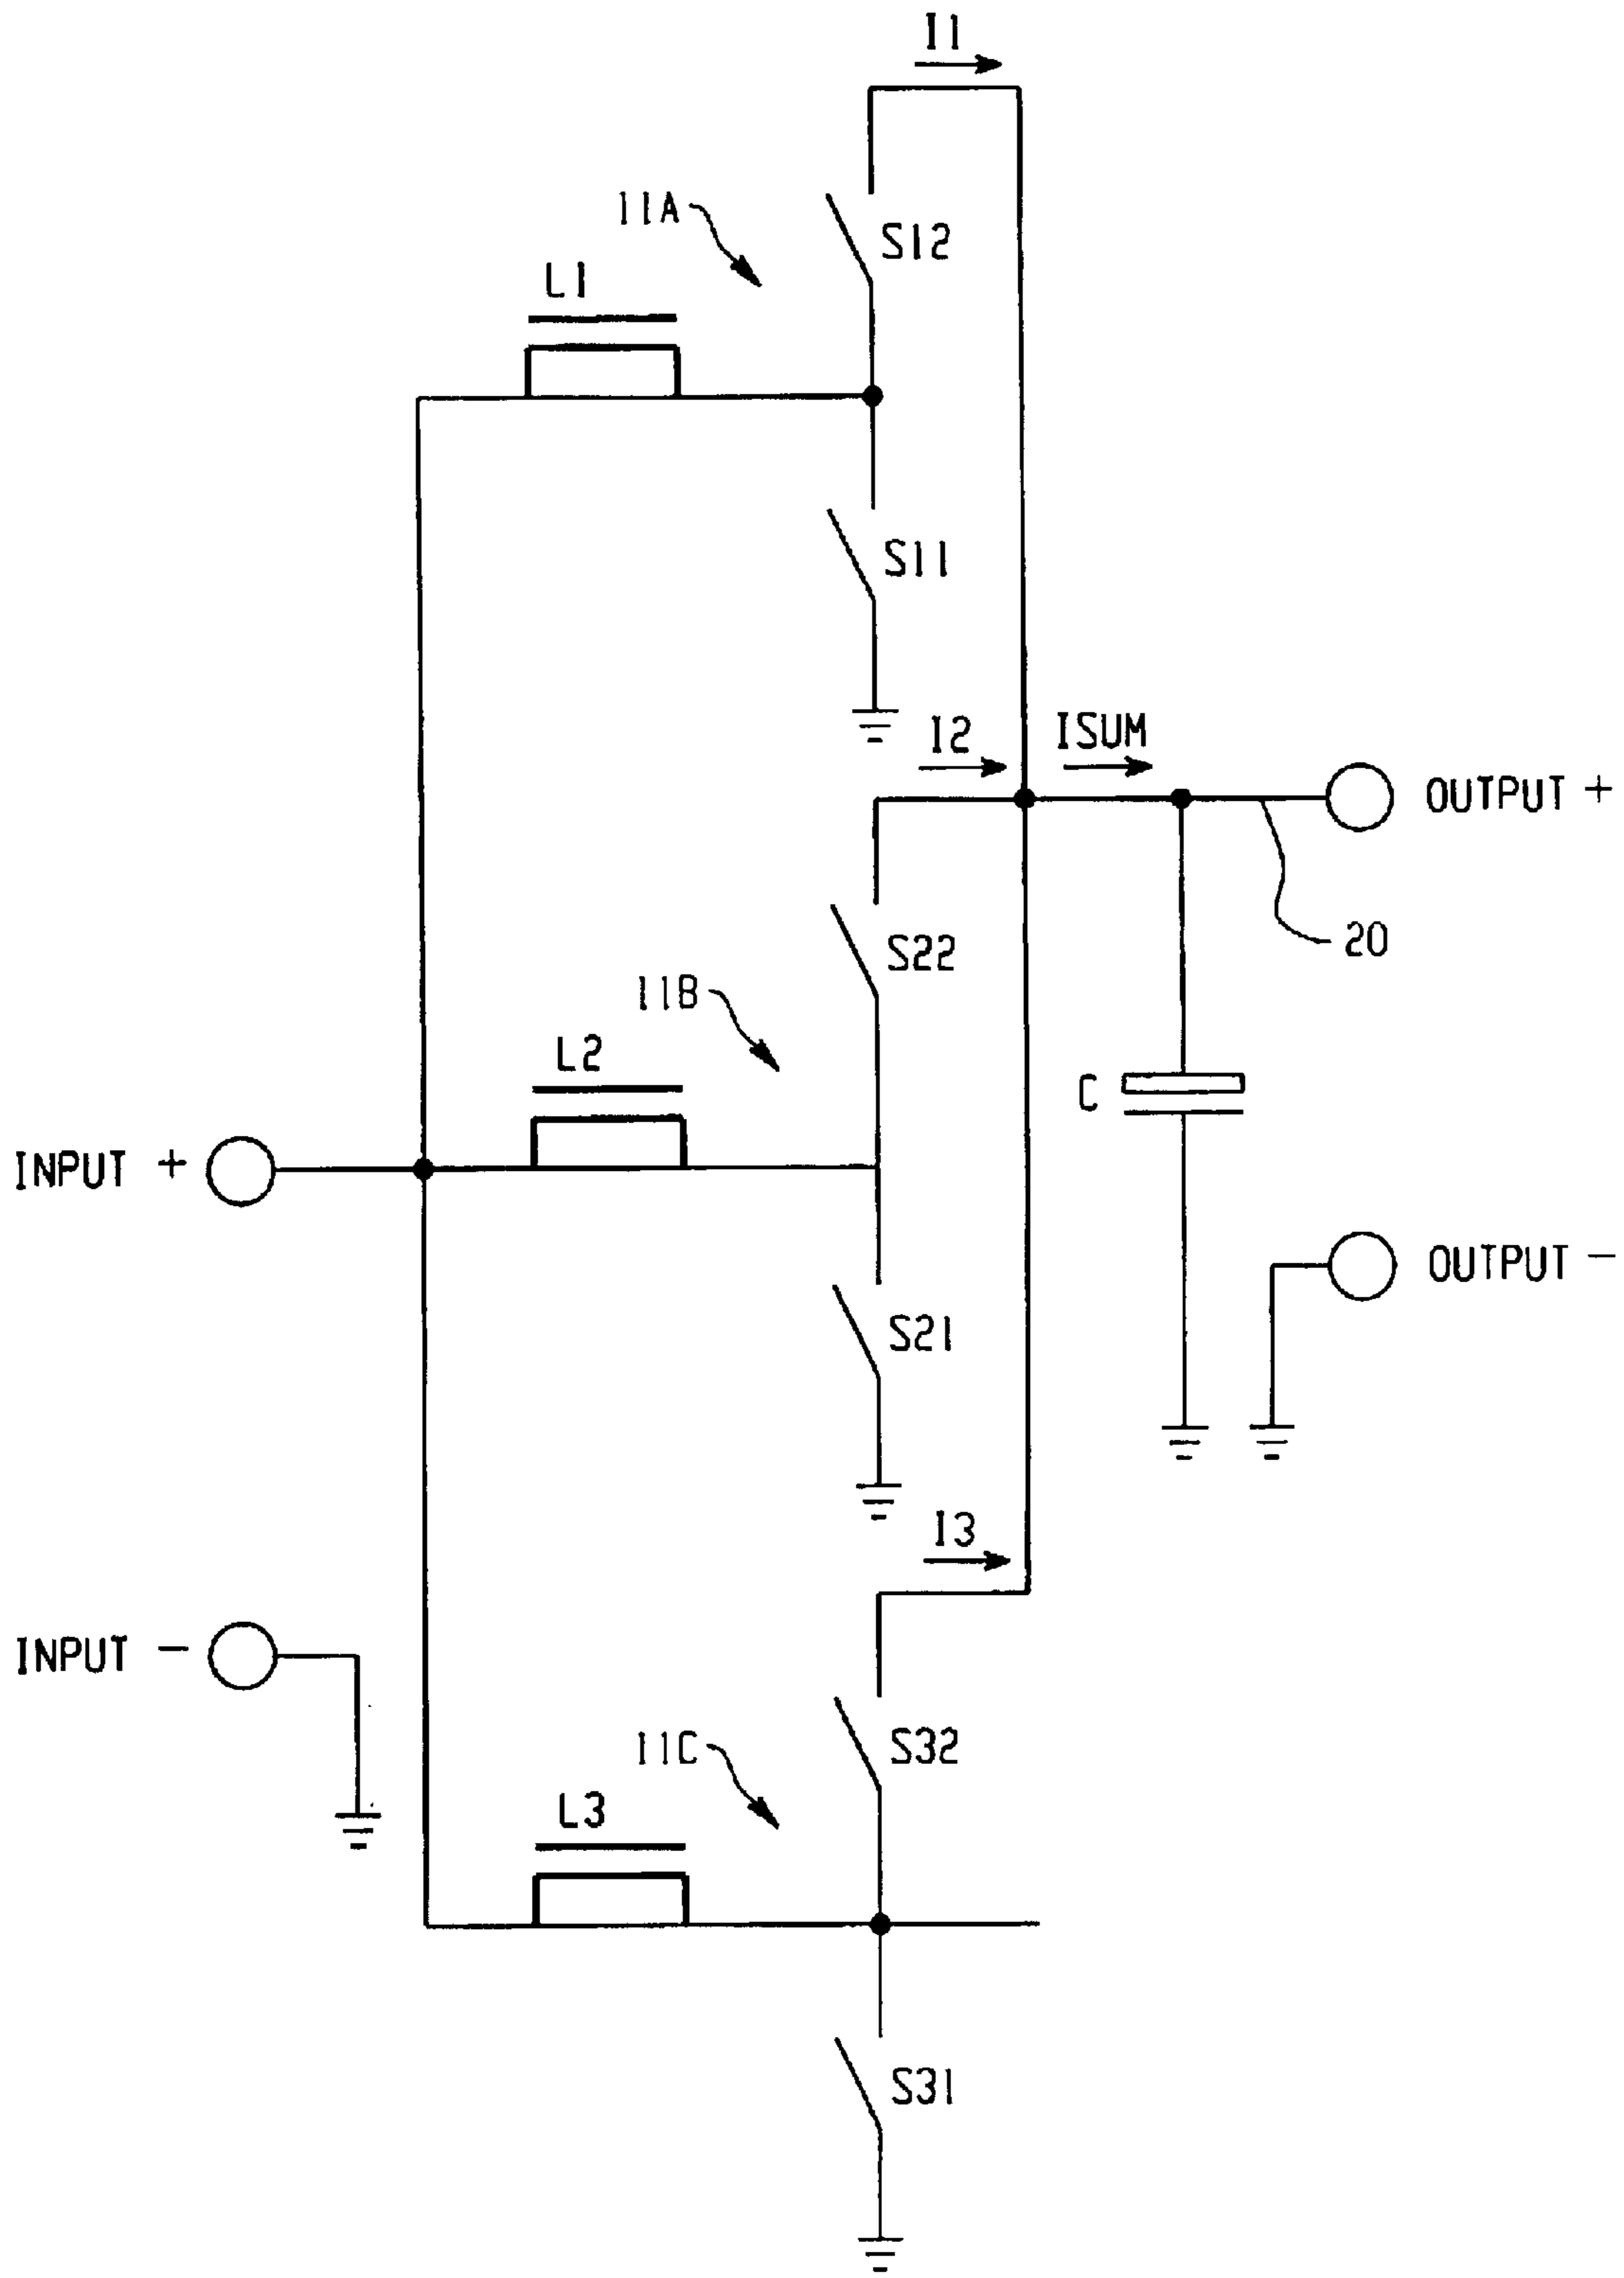 I1
11A
S12
L1
S11
I2
ISUM
OUTPUT +
20
S22
11B
L2
C
INPUT +
OUTPUT -
S21
I3
INPUT -
11C
S32
L3
S31